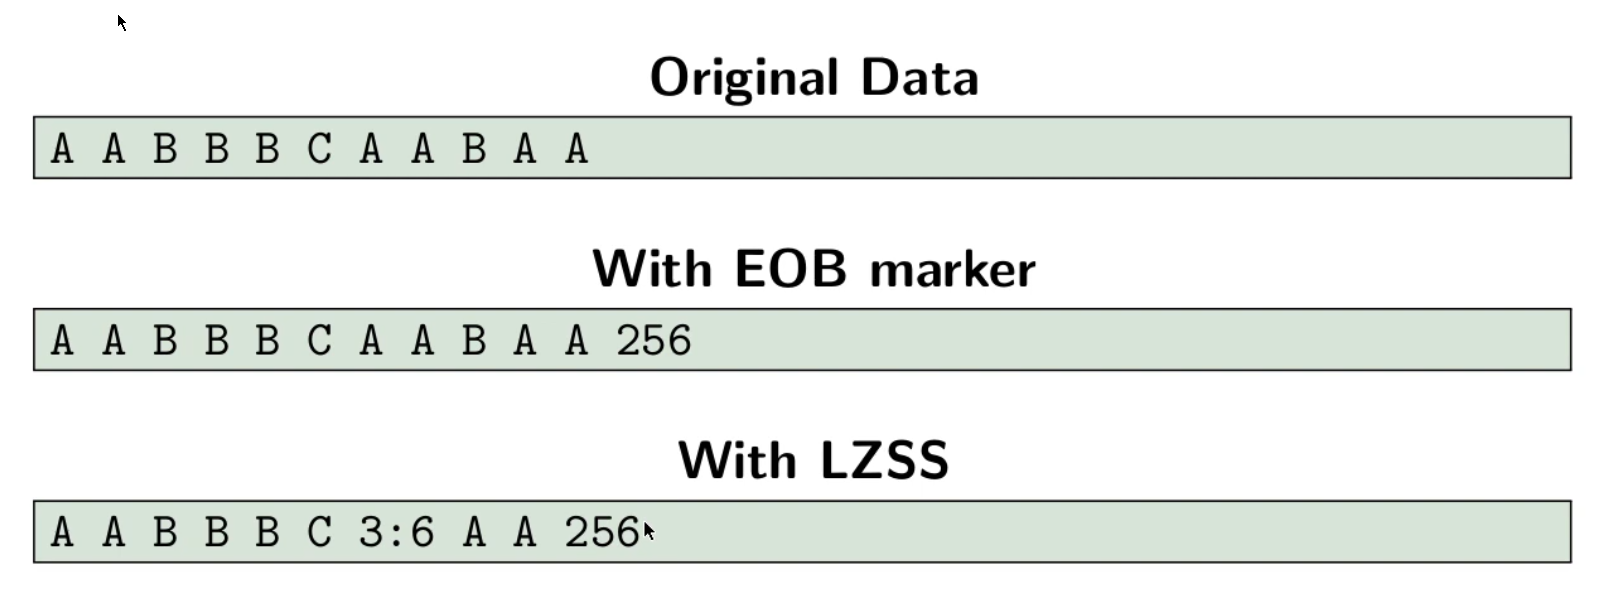 Original Data
A A B B B C A A B A A
With EOB marker
A A B B B C A A B A A 256
With LZSS
A A B B B C 3:6 A A 256